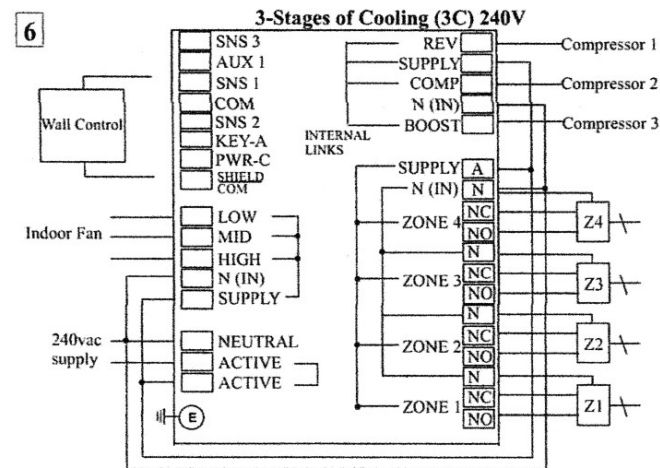 3-Stages of Cooling (3C) 240V
6
SNS 3
AUX 1
SNS 1
COM
SNS 2
KEY-A
PWR-C
SHIELD
COM
Wall Control
LOW
MID
HIGH
N (IN)
SUPPLY
Indoor Fan
NEUTRAL
ACTIVE
ACTIVE
240vac
supply
E
INTERNAL
LINKS
REV
SUPPLY
COMP
N (IN)
BOOST
Compressor 1
Compressor 2
Compressor 3
SUPPLY A
N (IN) N
ZONE 4
NC
NO
Z4
N
ZONE 3
NC
NO
Z3
N
ZONE 2
NC
NO
Z2
N
ZONE 1
NC
NO
Z1